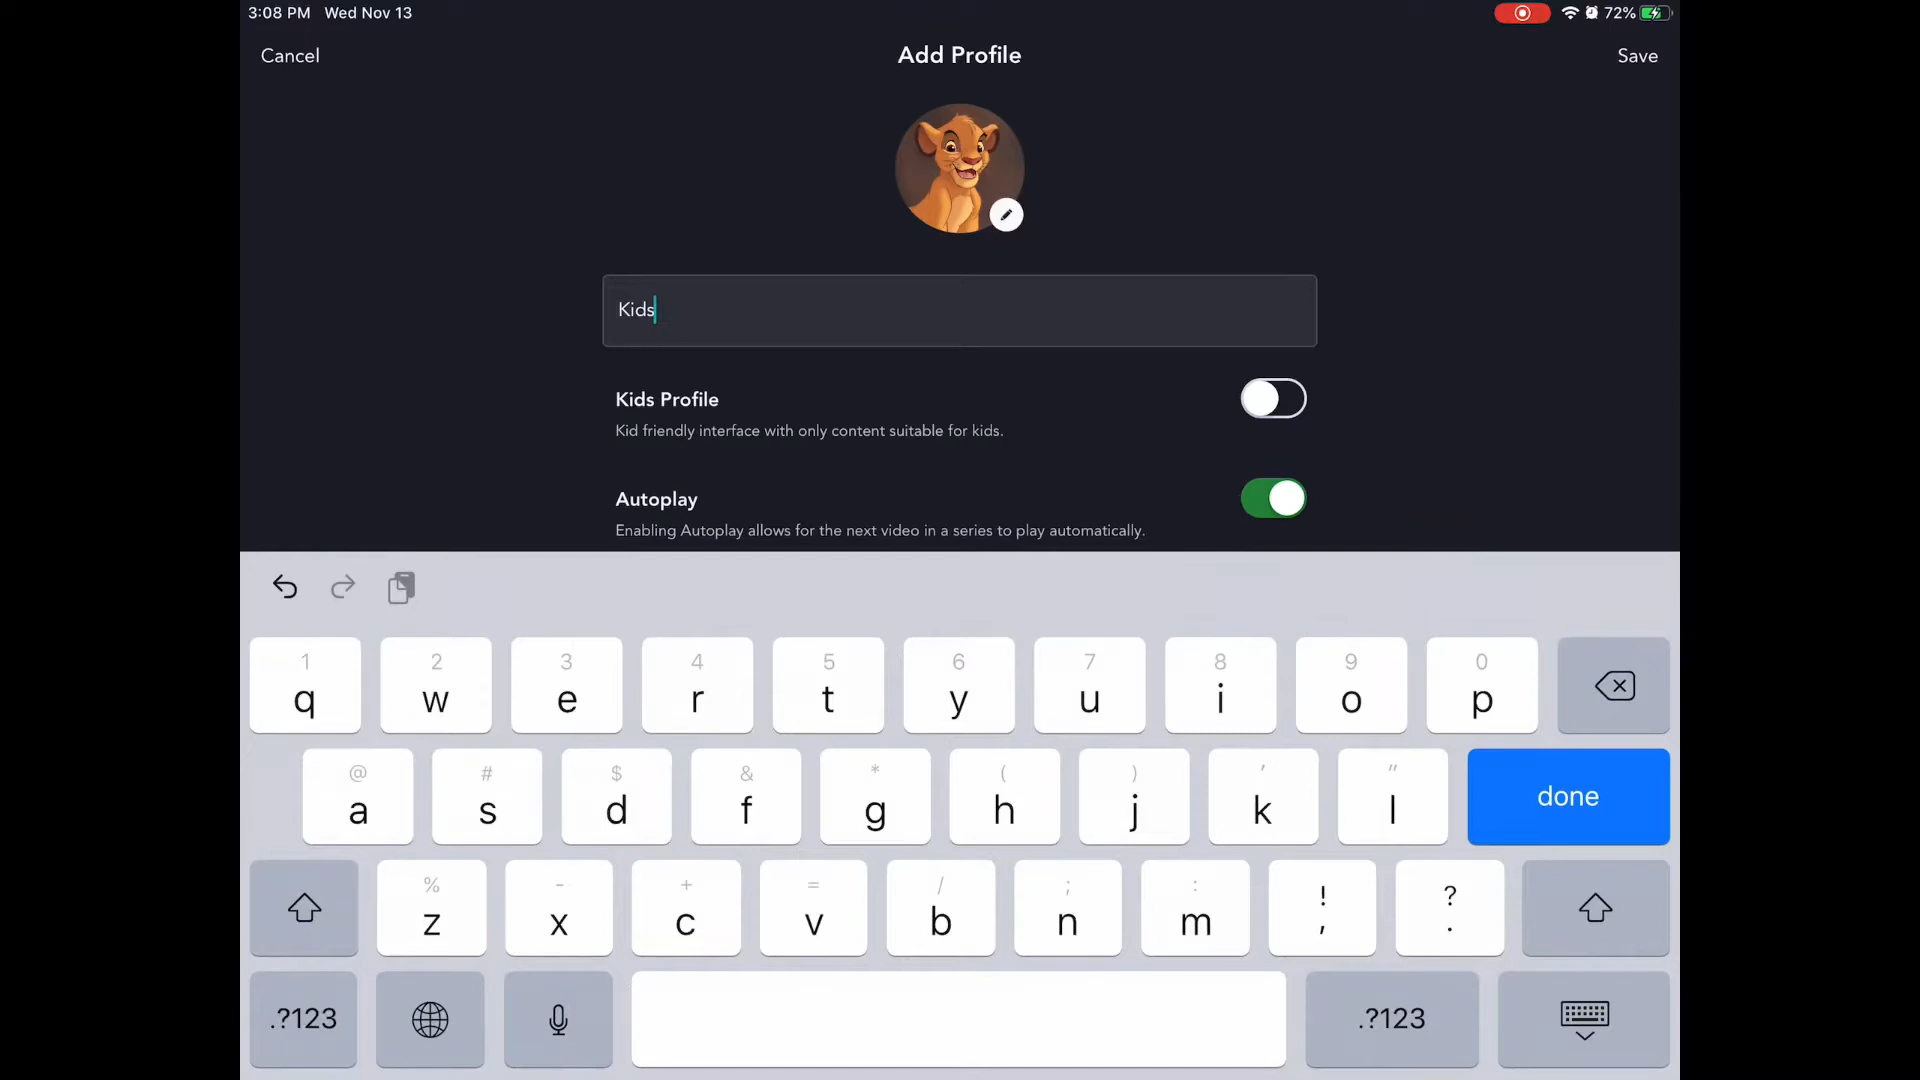 3:08 PM Wed Nov 13
72%
Cancel
Add Profile
Save
Kids
Kids Profile
Kid friendly interface with only content suitable for kids.
Autoplay
Enabling Autoplay allows for the next video in a series to play automatically.
1 2 3 4 5 6 7 8 9 0
q w e r t y u i o p
@ # $ & * ( ) ' "
a s d f g h j k l done
% - + = / ; : ! ?
z x c v b n m , .
.?123 .?123